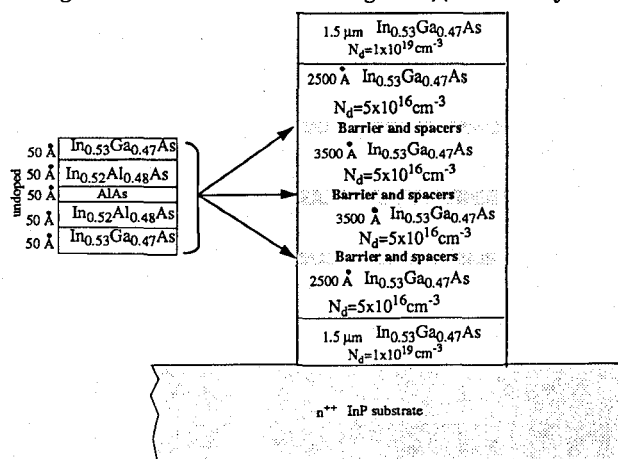 1.5 µm In0.53Ga0.47As
Nd=1x10^19cm^-3
2500 Å In0.53Ga0.47As
Nd=5x10^16cm^-3
Barrier and spacers
3500 Å In0.53Ga0.47As
Nd=5x10^16cm^-3
Barrier and spacers
3500 Å In0.53Ga0.47As
Nd=5x10^16cm^-3
Barrier and spacers
2500 Å In0.53Ga0.47As
Nd=5x10^16cm^-3
1.5 µm In0.53Ga0.47As
Nd=1x10^19cm^-3
n++ InP substrate
undoped
50 Å In0.53Ga0.47As
50 Å In0.52Al0.48As
50 Å AlAs
50 Å In0.52Al0.48As
50 Å In0.53Ga0.47As